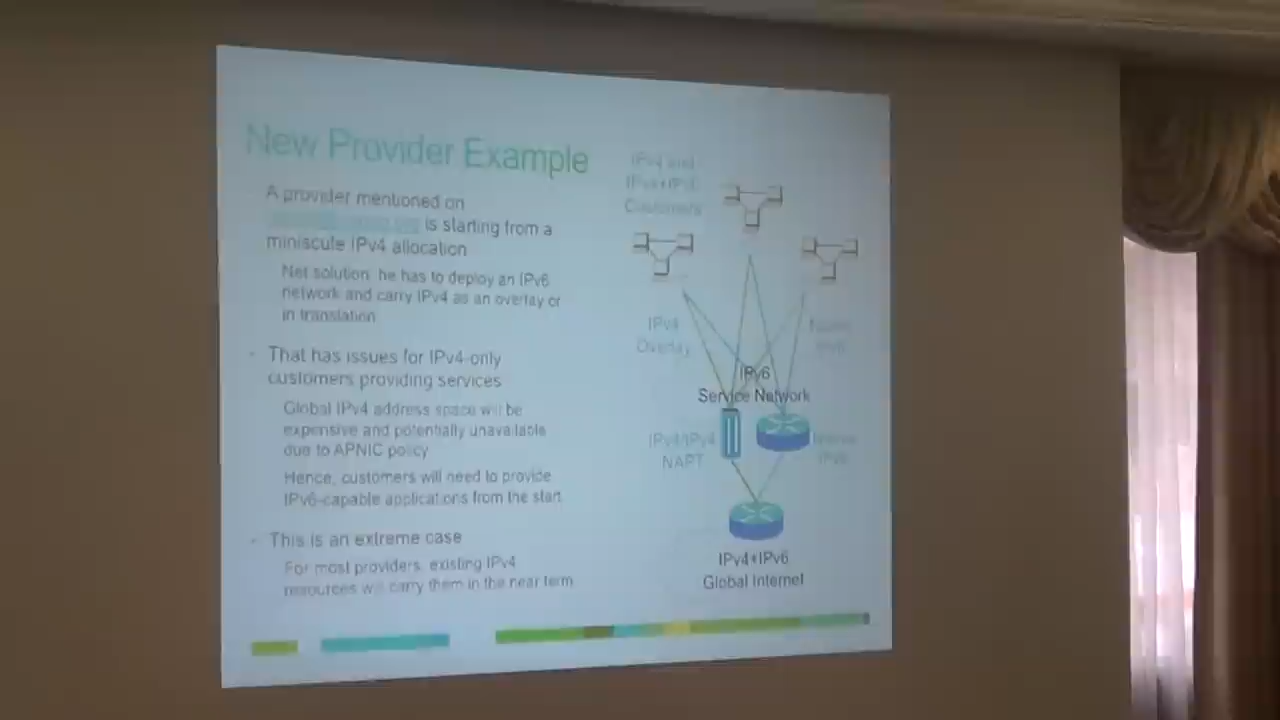 New Provider Example
A provider mentioned on
is starting from a
miniscule IPv4 allocation
Net solution: he has to deploy an IPv6
network and carry IPv4 as an overlay or
in translation
That has issues for IPv4-only
customers providing services
Global IPv4 address space will be
expensive and potentially unavailable
due to APNIC policy
Hence, customers will need to provide
IPv6-capable applications from the start
This is an extreme case
For most providers, existing IPv4
resources will carry them in the near term
IPv4 and
Customers
IPv4
Overlay
IPv6
Service Network
IPv4/IPv4
NAPT
IPv4+IPv6
Global Internet